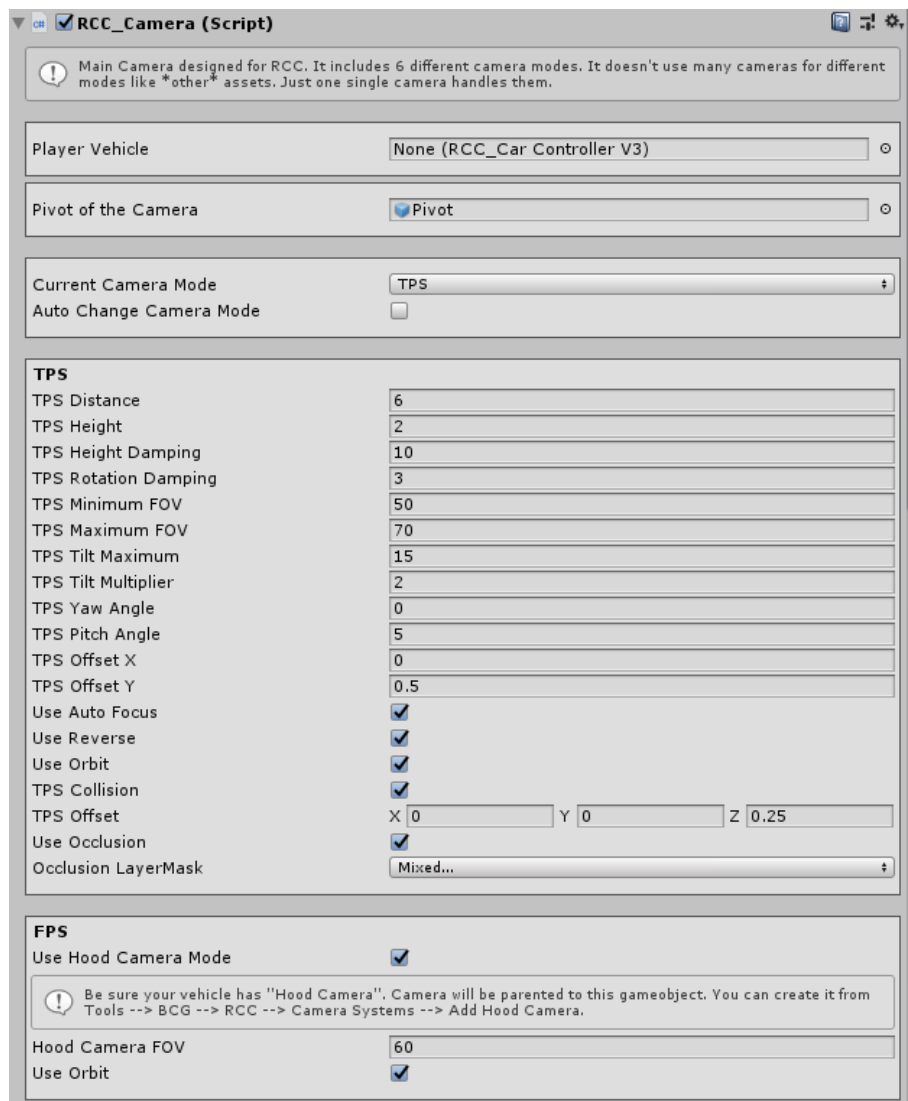 RCC_Camera (Script)
Main Camera designed for RCC. It includes 6 different camera modes. It doesn't use many cameras for different
modes like *other* assets. Just one single camera handles them.
Player Vehicle None (RCC_Car Controller V3)
Pivot of the Camera Pivot
Current Camera Mode TPS
Auto Change Camera Mode
TPS
TPS Distance 6
TPS Height 2
TPS Height Damping 10
TPS Rotation Damping 3
TPS Minimum FOV 50
TPS Maximum FOV 70
TPS Tilt Maximum 15
TPS Tilt Multiplier 2
TPS Yaw Angle 0
TPS Pitch Angle 5
TPS Offset X 0
TPS Offset Y 0.5
Use Auto Focus
Use Reverse
Use Orbit
TPS Collision
TPS Offset X 0 Y 0 Z 0.25
Use Occlusion
Occlusion LayerMask Mixed...
FPS
Use Hood Camera Mode
Be sure your vehicle has "Hood Camera". Camera will be parented to this gameobject. You can create it from
Tools --> BCG --> RCC --> Camera Systems --> Add Hood Camera.
Hood Camera FOV 60
Use Orbit